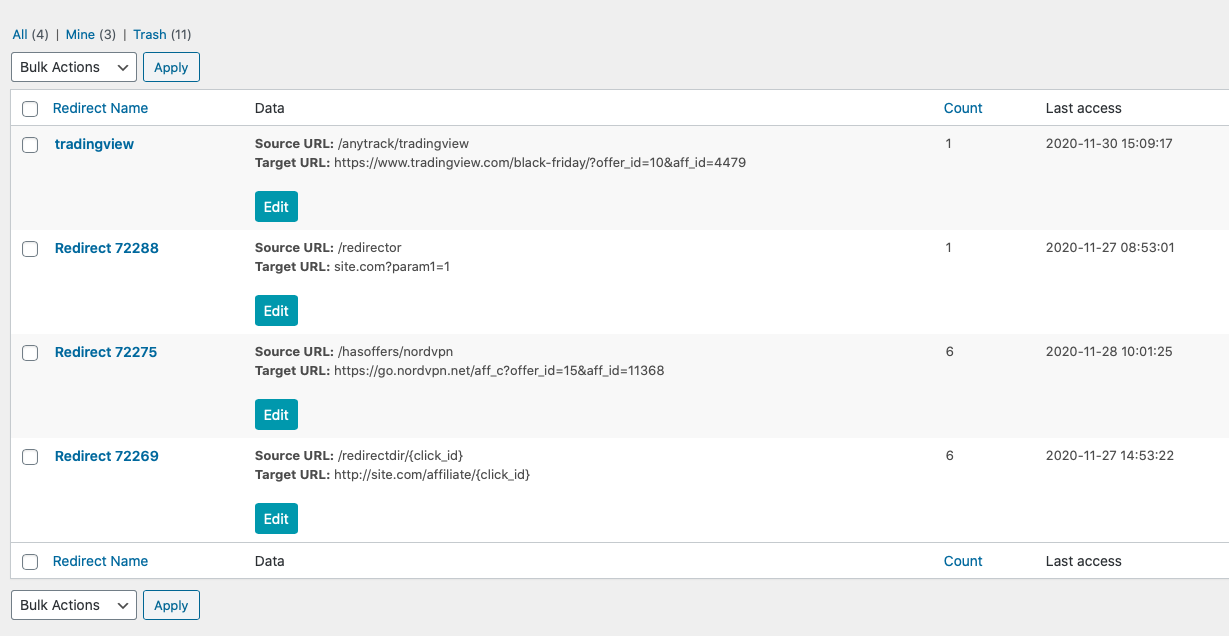 All (4) | Mine (3) | Trash (11)
Bulk Actions Apply
Redirect Name Data Count Last access
tradingview Source URL: /anytrack/tradingview 1 2020-11-30 15:09:17
Target URL: https://www.tradingview.com/black-friday/?offer_id=10&aff_id=4479
Edit
Redirect 72288 Source URL: /redirector 1 2020-11-27 08:53:01
Target URL: site.com?param1=1
Edit
Redirect 72275 Source URL: /hasoffers/nordvpn 6 2020-11-28 10:01:25
Target URL: https://go.nordvpn.net/aff_c?offer_id=15&aff_id=11368
Edit
Redirect 72269 Source URL: /redirectdir/{click_id} 6 2020-11-27 14:53:22
Target URL: http://site.com/affiliate/{click_id}
Edit
Redirect Name Data Count Last access
Bulk Actions Apply